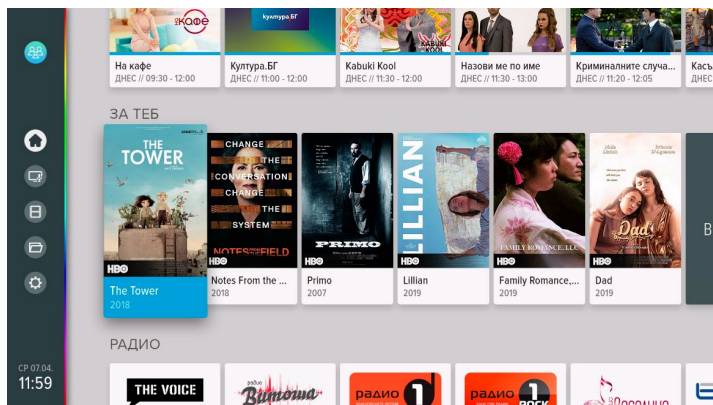 на
кафе
култура.БГ
KABUKI
KOOL
На кафе
ДНЕС // 09:30 - 12:00
Култура.БГ
ДНЕС // 11:00 - 12:00
Kabuki Kool
ДНЕС // 11:30 - 12:00
Назови ме по име
ДНЕС // 11:30 - 13:00
Криминалните случа...
ДНЕС // 11:20 - 12:05
Касъ
ДНЕС
ЗА ТЕБ
THE
TOWER
HBO
The Tower
2018
CHANGE
THE
CONVERSATION
CHANGE
THE
SYSTEM
NOTES FROM THE FIELD
HBO
Notes From the ...
2018
PRIMO
HBO
Primo
2007
LILLIAN
HBO
Lillian
2019
FAMILY ROMANCE, LLC
HBO
Family Romance,...
2019
Dad
HBO
Dad
2019
В
РАДИО
THE VOICE
радио
Витоша
радио 1
радио 1
ROCK
СР 07.04.
11:59